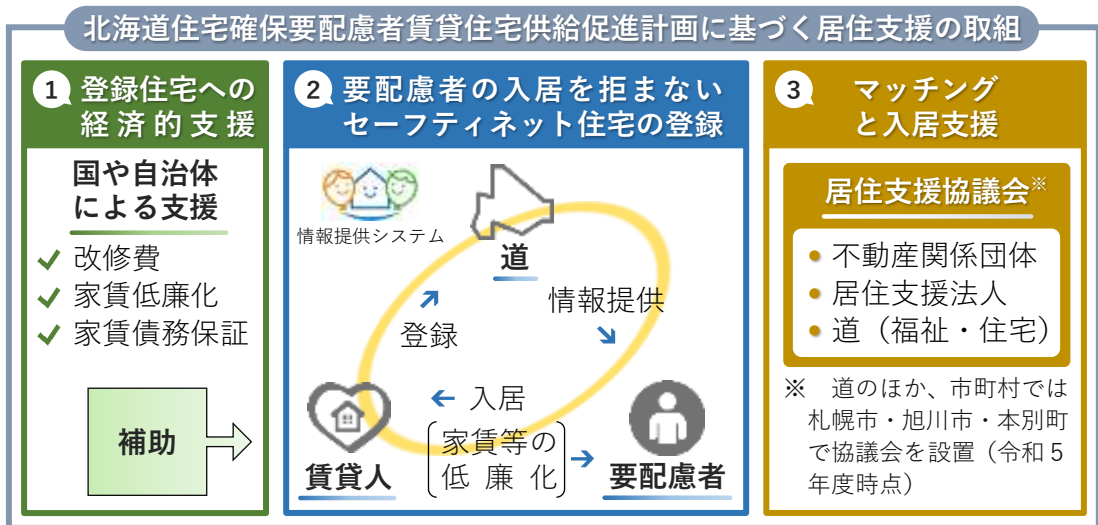 北海道住宅確保要配慮者賃貸住宅供給促進計画に基づく居住支援の取組
1 登録住宅への
経済的支援
国や自治体
による支援
✓ 改修費
✓ 家賃低廉化
✓ 家賃債務保証
補助
2 要配慮者の入居を拒まない
セーフティネット住宅の登録
情報提供システム
道
情報提供
登録
← 入居
家賃等の
低廉化
→
賃貸人
要配慮者
3 マッチング
と入居支援
居住支援協議会※
• 不動産関係団体
• 居住支援法人
• 道（福祉・住宅）
※　道のほか、市町村では
札幌市・旭川市・本別町
で協議会を設置（令和５
年度時点）